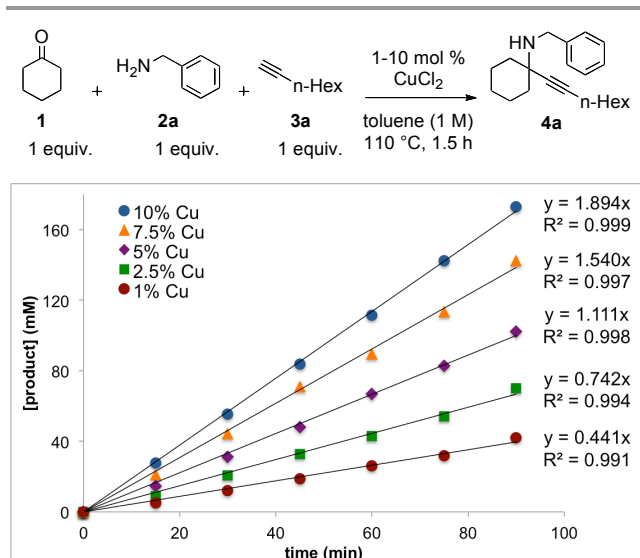 O
H₂N
n-Hex
1-10 mol %
CuCl₂
HN
n-Hex
1
+
2a
+
3a
toluene (1 M)
110 °C, 1.5 h
4a
1 equiv.
1 equiv.
1 equiv.
10% Cu
7.5% Cu
5% Cu
2.5% Cu
1% Cu
y = 1.894x
R² = 0.999
y = 1.540x
R² = 0.997
y = 1.111x
R² = 0.998
y = 0.742x
R² = 0.994
y = 0.441x
R² = 0.991
[product] (mM)
160
120
80
40
0
0
20
40
60
80
100
time (min)